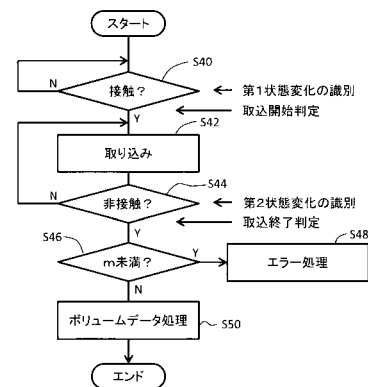 スタート
S40
N
接触？
第1状態変化の識別
Y
取込開始判定
S42
取り込み
S44
N
非接触？
第2状態変化の識別
取込終了判定
S46
Y
S48
m未満？
Y
エラー処理
N
ボリュームデータ処理
S50
エンド